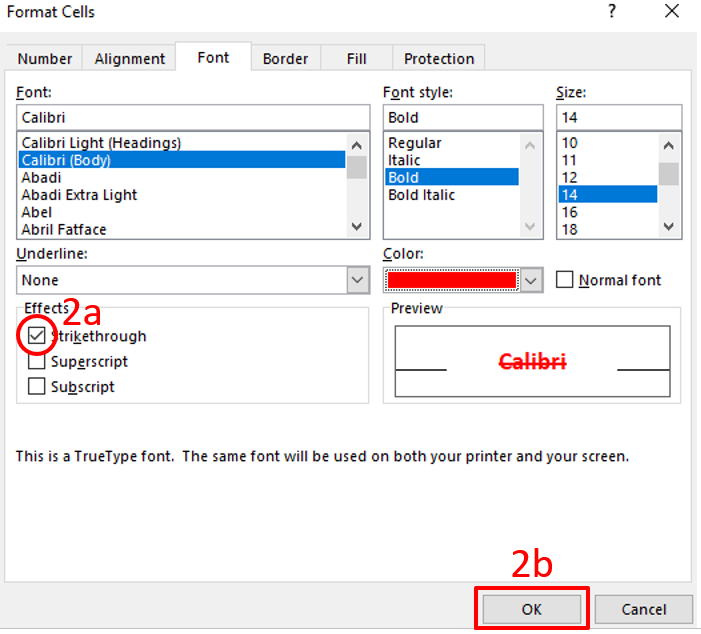 Format Cells ? X
Number Alignment Font Border Fill Protection
Font: Font style: Size:
Calibri Bold 14
Calibri Light (Headings) Regular 10
Calibri (Body) Italic 11
Abadi Bold 12
Abadi Extra Light Bold Italic 14
Abel 16
Abril Fatface 18
Underline: Color:
None Normal font
Effects 2a Preview
Strikethrough
Superscript Calibri
Subscript
This is a TrueType font. The same font will be used on both your printer and your screen.
2b
OK Cancel